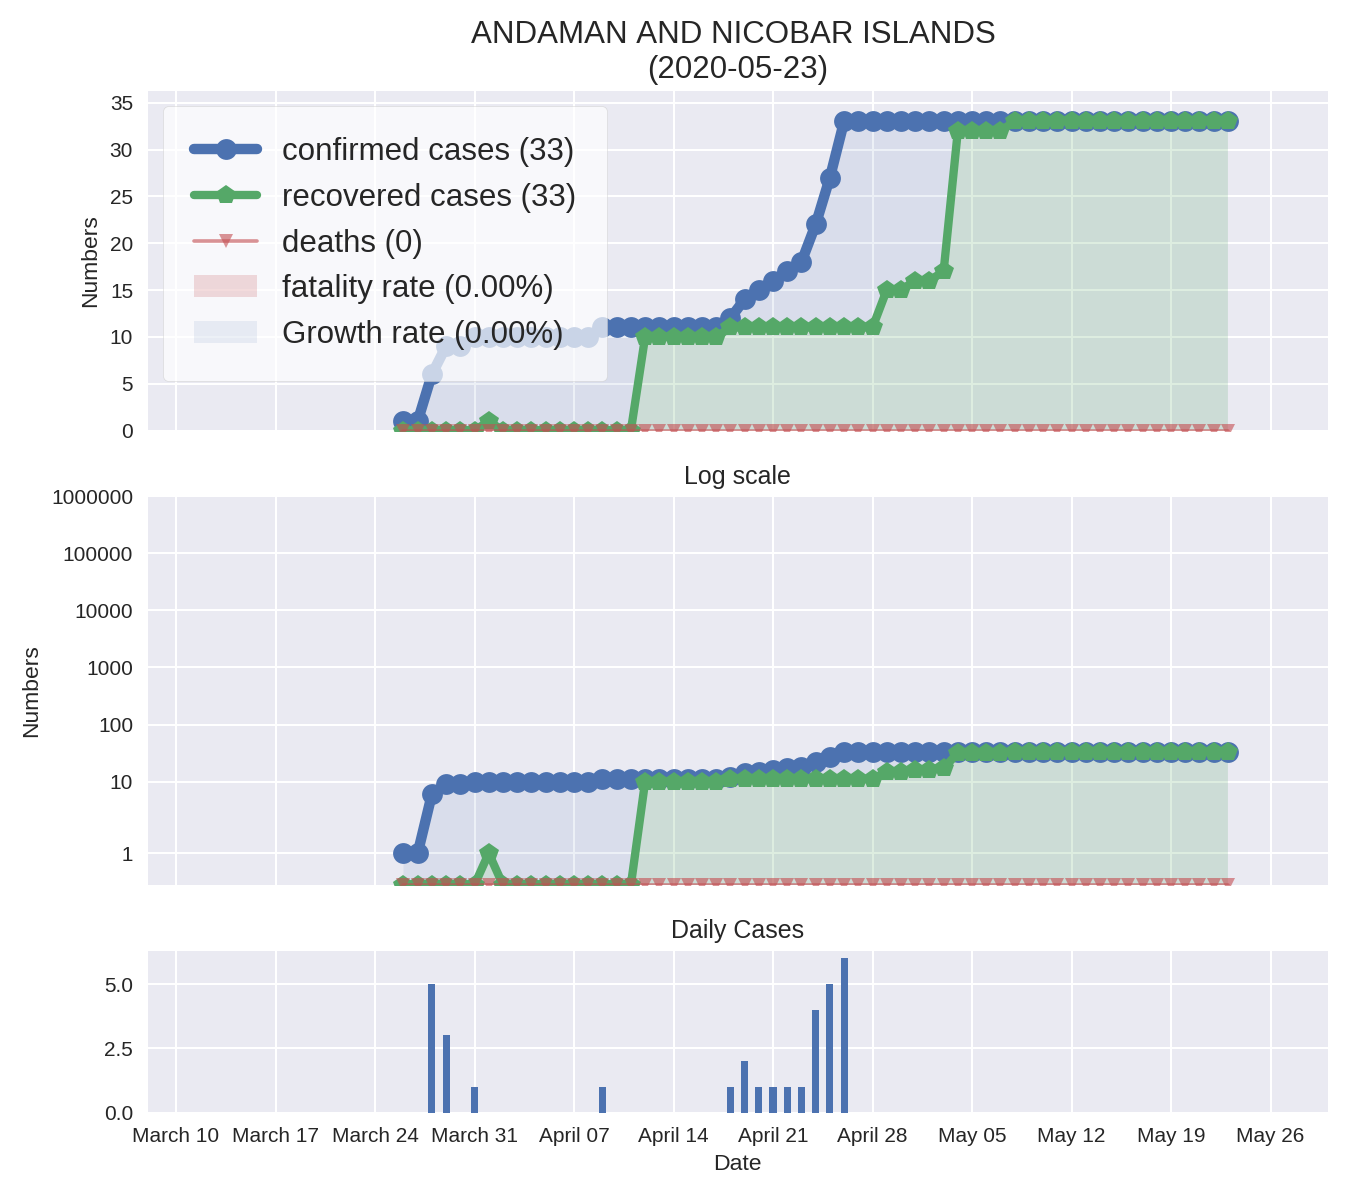 ANDAMAN AND NICOBAR ISLANDS
(2020-05-23)
35
30
25
20
15
10
5
0
Numbers
confirmed cases (33)
recovered cases (33)
deaths (0)
fatality rate (0.00%)
Growth rate (0.00%)
Log scale
1000000
100000
10000
1000
100
10
1
Numbers
Daily Cases
5.0
2.5
0.0
March 10 March 17 March 24 March 31 April 07 April 14 April 21 April 28 May 05 May 12 May 19 May 26
Date